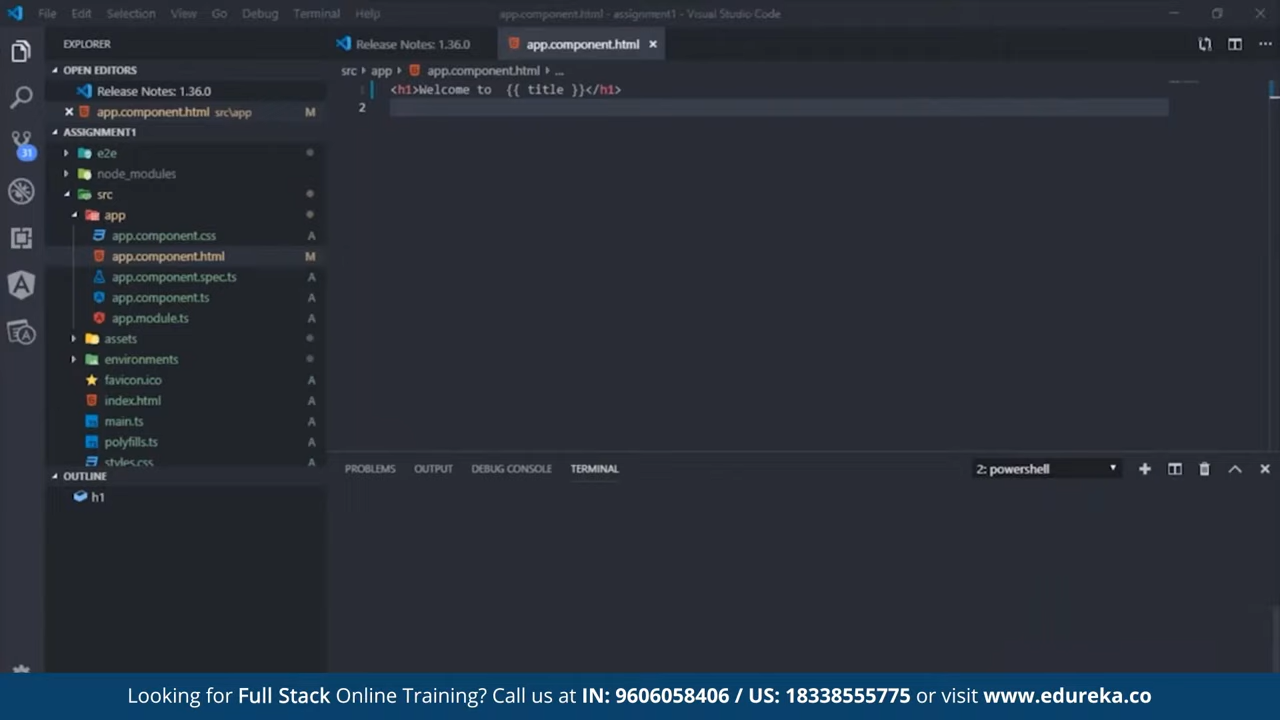 File Edit Selection View Go Debug Terminal Help app.component.html - assignment1 - Visual Studio Code
EXPLORER
Release Notes: 1.36.0 app.component.html
OPEN EDITORS
src app app.component.html ...
Release Notes: 1.36.0
1 <h1>Welcome to {{ title }}</h1>
app.component.html src\app M
2
ASSIGNMENT1
31
e2e
node_modules
src
app
app.component.css A
app.component.html M
app.component.spec.ts A
app.component.ts A
app.module.ts A
assets
environments
favicon.ico A
index.html A
main.ts A
polyfills.ts A
styles.css A
PROBLEMS OUTPUT DEBUG CONSOLE TERMINAL 2: powershell
OUTLINE
h1
Looking for Full Stack Online Training? Call us at IN: 9606058406 / US: 18338555775 or visit www.edureka.co